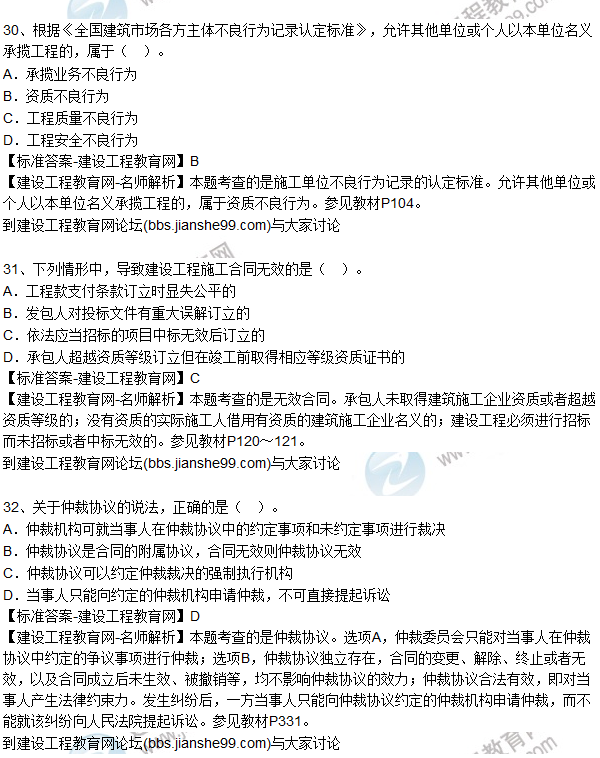 30、根据《全国建筑市场各方主体不良行为记录认定标准》，允许其他单位或个人以本单位名义
承揽工程的，属于（　）。
A．承揽业务不良行为
B．资质不良行为
C．工程质量不良行为
D．工程安全不良行为
【标准答案-建设工程教育网】B
【建设工程教育网-名师解析】本题考查的是施工单位不良行为记录的认定标准。允许其他单位或
个人以本单位名义承揽工程的，属于资质不良行为。参见教材P104。
到建设工程教育网论坛(bbs.jianshe99.com)与大家讨论
31、下列情形中，导致建设工程施工合同无效的是（　）。
A．工程款支付条款订立时显失公平的
B．发包人对投标文件有重大误解订立的
C．依法应当招标的项目中标无效后订立的
D．承包人超越资质等级订立但在竣工前取得相应等级资质证书的
【标准答案-建设工程教育网】C
【建设工程教育网-名师解析】本题考查的是无效合同。承包人未取得建筑施工企业资质或者超越
资质等级的；没有资质的实际施工人借用有资质的建筑施工企业名义的；建设工程必须进行招标
而未招标或者中标无效的。参见教材P120～121。
到建设工程教育网论坛(bbs.jianshe99.com)与大家讨论
32、关于仲裁协议的说法，正确的是（　）。
A．仲裁机构可就当事人在仲裁协议中的约定事项和未约定事项进行裁决
B．仲裁协议是合同的附属协议，合同无效则仲裁协议无效
C．仲裁协议可以约定仲裁裁决的强制执行机构
D．当事人只能向约定的仲裁机构申请仲裁，不可直接提起诉讼
【标准答案-建设工程教育网】D
【建设工程教育网-名师解析】本题考查的是仲裁协议。选项A，仲裁委员会只能对当事人在仲裁
协议中约定的争议事项进行仲裁；选项B，仲裁协议独立存在，合同的变更、解除、终止或者无
效，以及合同成立后未生效、被撤销等，均不影响仲裁协议的效力；仲裁协议合法有效，即对当
事人产生法律约束力。发生纠纷后，一方当事人只能向仲裁协议约定的仲裁机构申请仲裁，而不
能就该纠纷向人民法院提起诉讼。参见教材P331。
到建设工程教育网论坛(bbs.jianshe99.com)与大家讨论